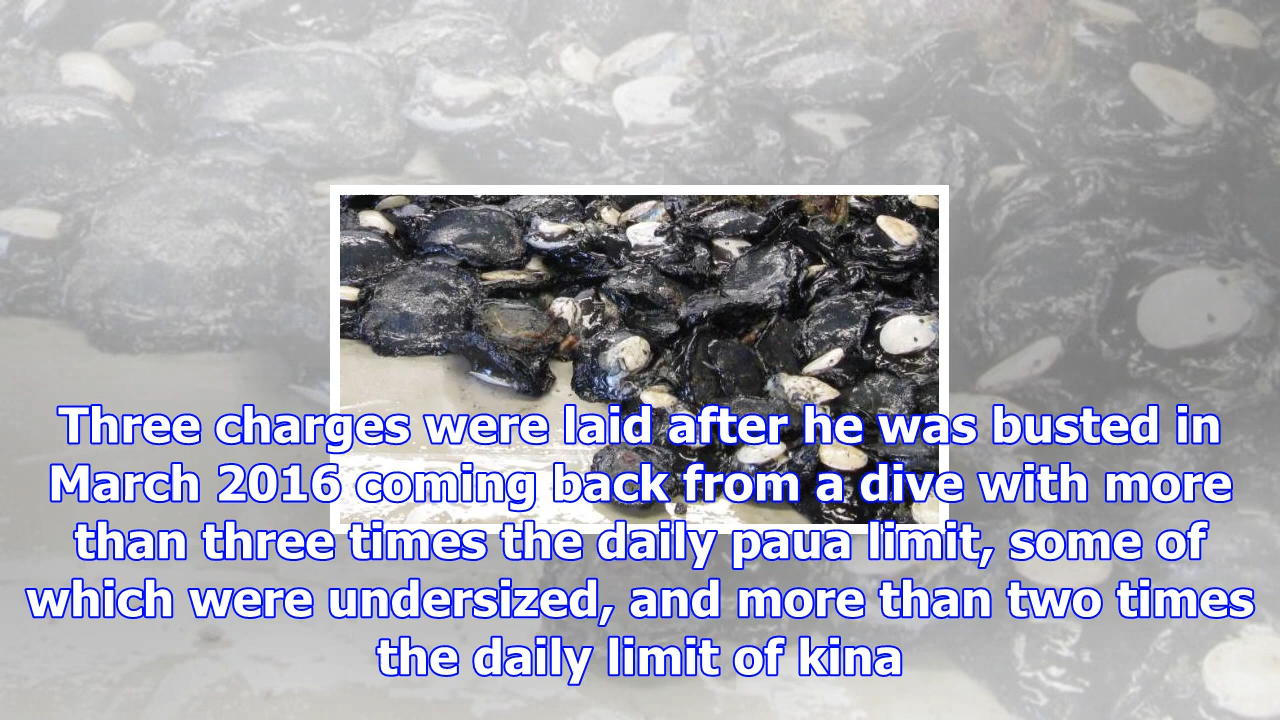 Three charges were laid after he was busted in
March 2016 coming back from a dive with more
than three times the daily paua limit, some of
which were undersized, and more than two times
the daily limit of kina